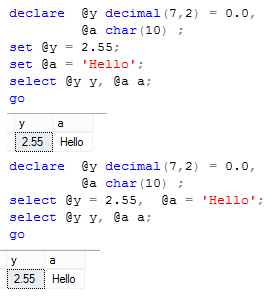 declare @y decimal(7,2) = 0.0,
@a char(10) ;
set @y = 2.55;
set @a = 'Hello';
select @y y, @a a;
go
y a
2.55 Hello
declare @y decimal(7,2) = 0.0,
@a char(10) ;
select @y = 2.55, @a = 'Hello';
select @y y, @a a;
go
y a
2.55 Hello